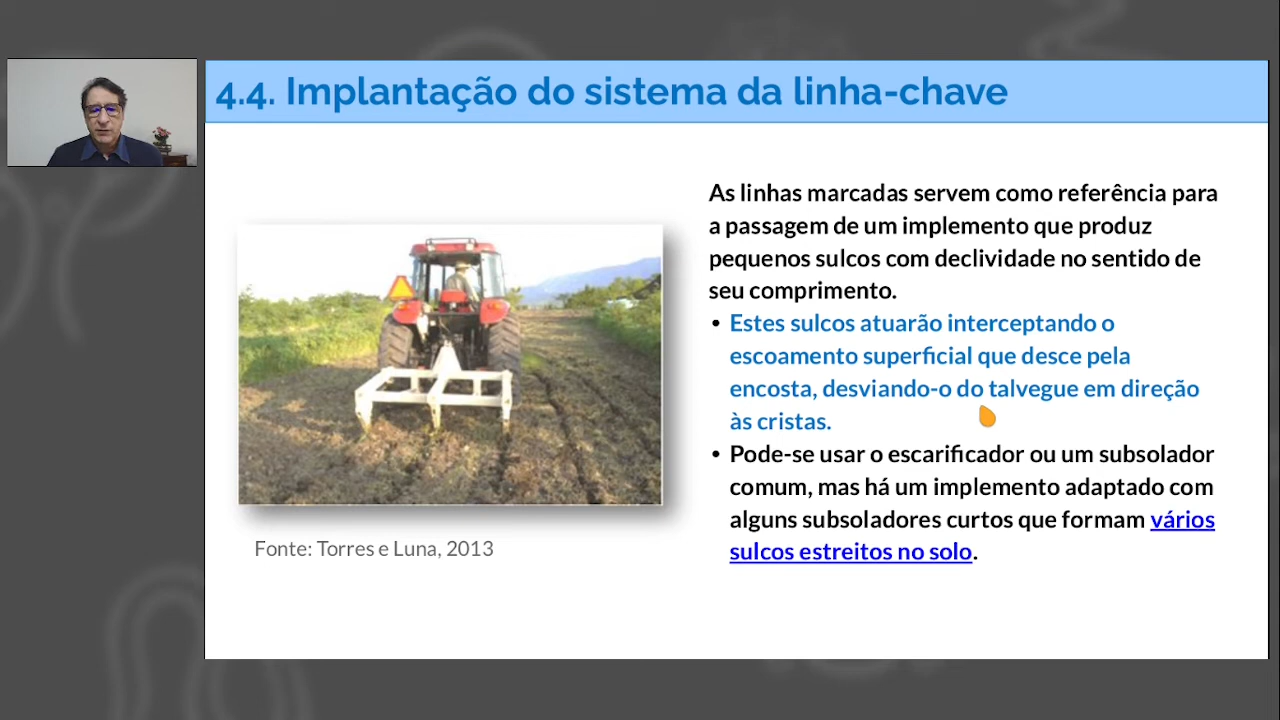 4.4. Implantação do sistema da linha-chave
As linhas marcadas servem como referência para
a passagem de um implemento que produz
pequenos sulcos com declividade no sentido de
seu comprimento.
• Estes sulcos atuarão interceptando o
escoamento superficial que desce pela
encosta, desviando-o do talvegue em direção
às cristas.
• Pode-se usar o escarificador ou um subsolador
comum, mas há um implemento adaptado com
alguns subsoladores curtos que formam vários
sulcos estreitos no solo.
Fonte: Torres e Luna, 2013